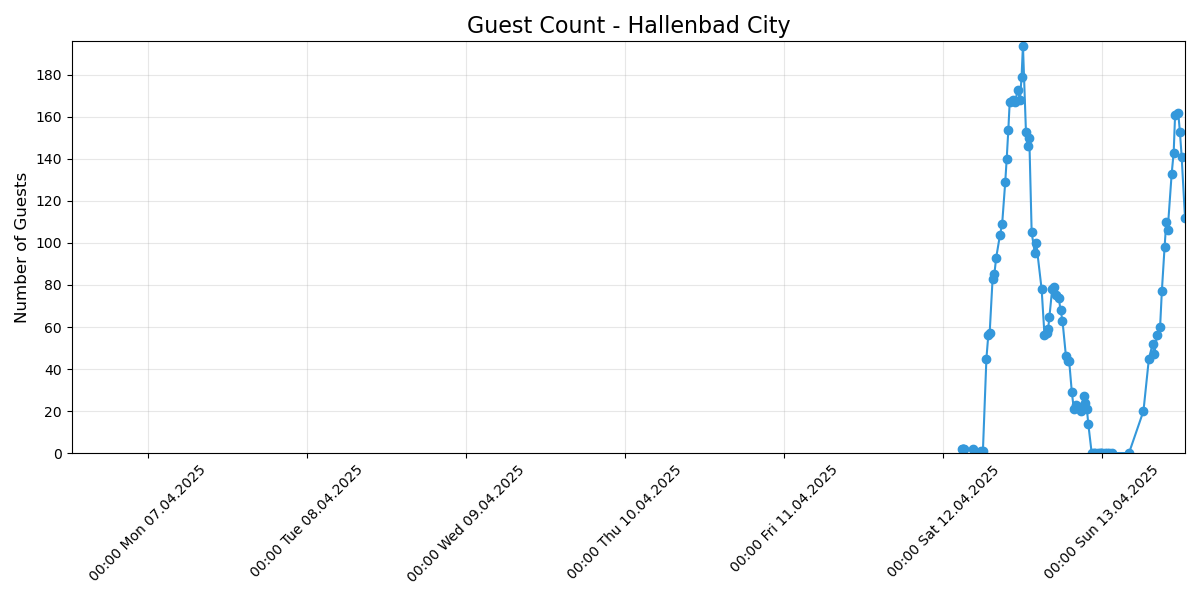 Guest Count - Hallenbad City
Number of Guests
180
160
140
120
100
80
60
40
20
0
00:00 Mon 07.04.2025
00:00 Tue 08.04.2025
00:00 Wed 09.04.2025
00:00 Thu 10.04.2025
00:00 Fri 11.04.2025
00:00 Sat 12.04.2025
00:00 Sun 13.04.2025